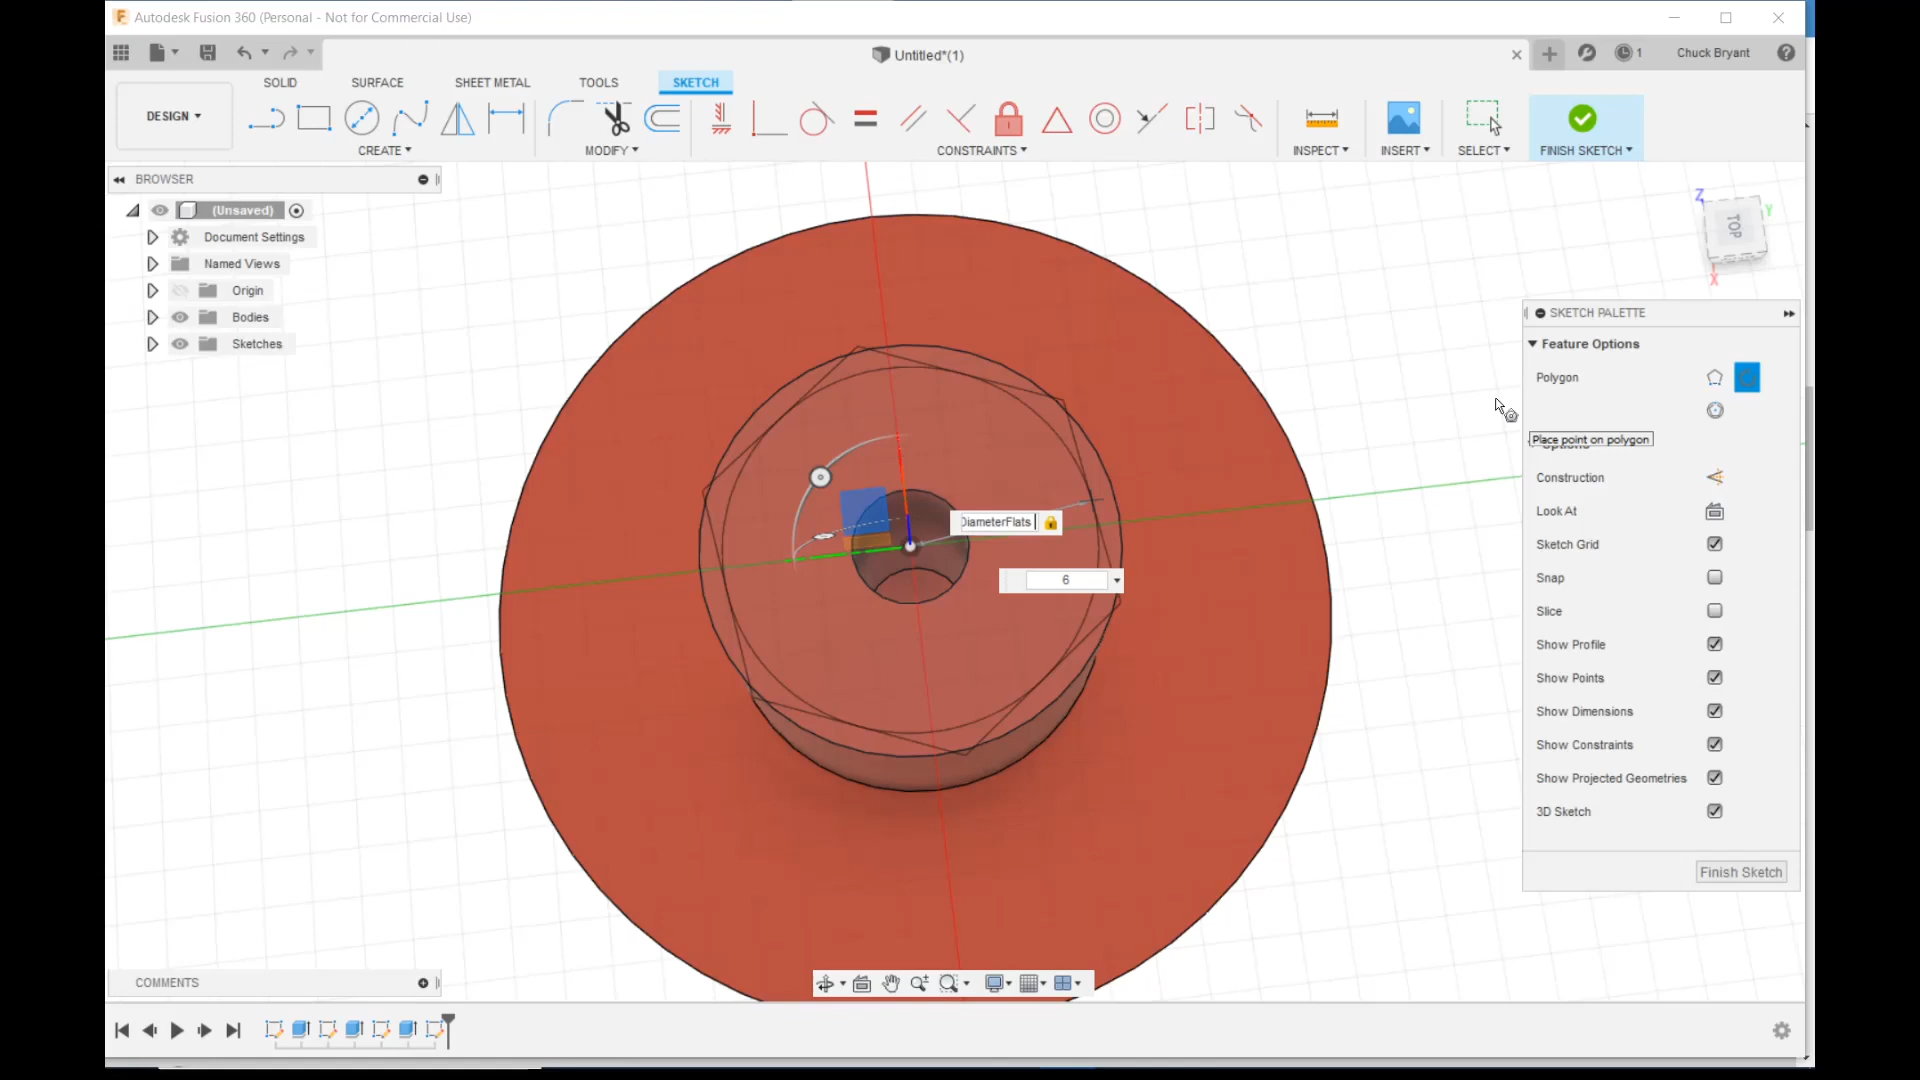 Autodesk Fusion 360 (Personal - Not for Commercial Use)
Untitled*(1)
1
Chuck Bryant
DESIGN
SOLID
SURFACE
SHEET METAL
TOOLS
SKETCH
CREATE
MODIFY
CONSTRAINTS
INSPECT
INSERT
SELECT
FINISH SKETCH
BROWSER
(Unsaved)
Document Settings
Named Views
Origin
Bodies
Sketches
Z
Y
TOP
X
DiameterFlats
6
SKETCH PALETTE
Feature Options
Polygon
Place point on polygon
Options
Construction
Look At
Sketch Grid
Snap
Slice
Show Profile
Show Points
Show Dimensions
Show Constraints
Show Projected Geometries
3D Sketch
Finish Sketch
COMMENTS